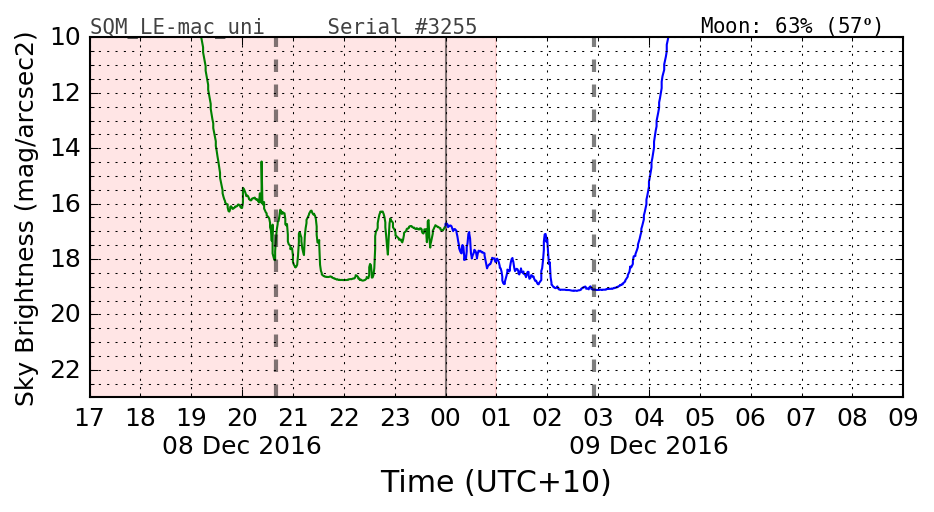 SQM_LE-mac_uni Serial #3255 Moon: 63% (57º)
Sky Brightness (mag/arcsec2)
10
12
14
16
18
20
22
17 18 19 20 21 22 23 00 01 02 03 04 05 06 07 08 09
08 Dec 2016 09 Dec 2016
Time (UTC+10)